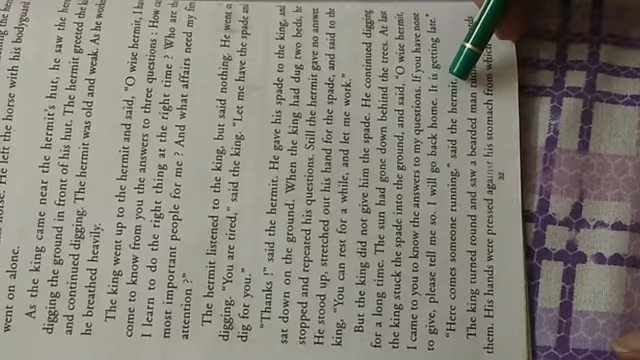 horse. He left the horse with his bodyguard
went on alone.
As the king came near the hermit's hut, he saw the
digging the ground in front of his hut. The hermit greeted the
and continued digging. The hermit was old and weak. As he
he breathed heavily.
The king went up to the hermit and said, "O wise hermit, I
come to know from you the answers to three questions : How
I learn to do the right thing at the right time ? Who are
most important people for me ? And what affairs need my
attention ?"
The hermit listened to the king, but said nothing. He went
digging. "You are tired," said the king. "Let me have the spade
dig for you."
"Thanks !" said the hermit. He gave his spade to the king, and
sat down on the ground. When the king had dug two beds, he
stopped and repeated his questions. Still the hermit gave no answer
He stood up, stretched out his hand for the spade, and said to the
king, "You can rest for a while, and let me work."
But the king did not give him the spade. He continued digging
for a long time. The sun had gone down behind the trees. At last
the king stuck the spade into the ground, and said, "O wise hermit,
I came to you to know the answers to my questions. If you have none
to give, please tell me so. I will go back home. It is getting late."
"Here comes someone running," said the hermit.
The king turned round and saw a bearded man
them. His hands were pressed against his stomach from which
32